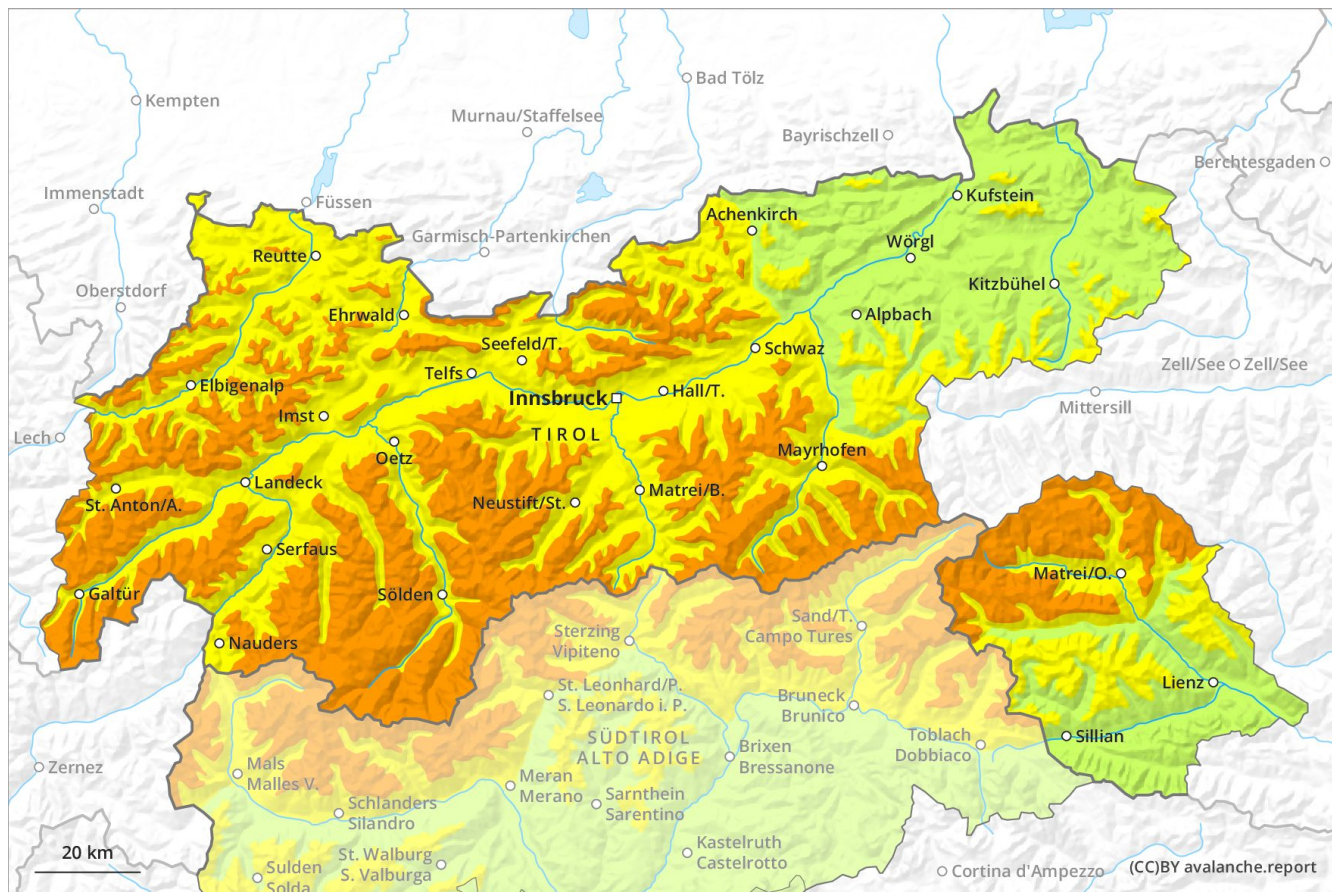 Kempten
Bad Tölz
Murnau/Staffelsee
Bayrischzell
Berchtesgaden
Immenstadt
Füssen
Kufstein
Achenkirch
Garmisch-Partenkirchen
Reutte
Wörgl
Oberstdorf
Kitzbühel
Ehrwald
Alpbach
Seefeld/T.
Schwaz
Zell/See
Zell/See
Telfs
Elbigenalp
Hall/T.
Innsbruck
Mittersill
Imst
TIROL
Lech
Oetz
Mayrhofen
Landeck
Matrei/B.
St. Anton/A.
Neustift/St.
Serfaus
Matrei/O.
Galtür
Sölden
Sand/T.
Campo Tures
Sterzing
Vipiteno
Nauders
Lienz
St. Leonhard/P.
S. Leonardo i. P.
Bruneck
Brunico
SÜDTIROL
ALTO ADIGE
Toblach
Dobbiaco
Sillian
Brixen
Bressanone
Zernez
Mals
Malles V.
Meran
Merano
Sarnthein
Sarentino
Schlanders
Silandro
Kastelruth
Castelrotto
20 km
St. Walburg
S. Valburga
Sulden
Solda
Cortina d'Ampezzo
(CC)BY avalanche.report